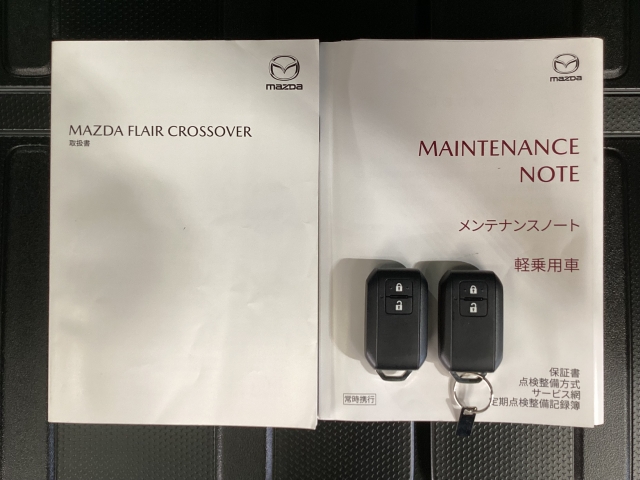 mazda
MAZDA FLAIR CROSSOVER
取扱書
mazda
MAINTENANCE
NOTE
メンテナンスノート
軽乗用車
保証書
点検整備方式
サービス網
定期点検整備記録簿
常時携行